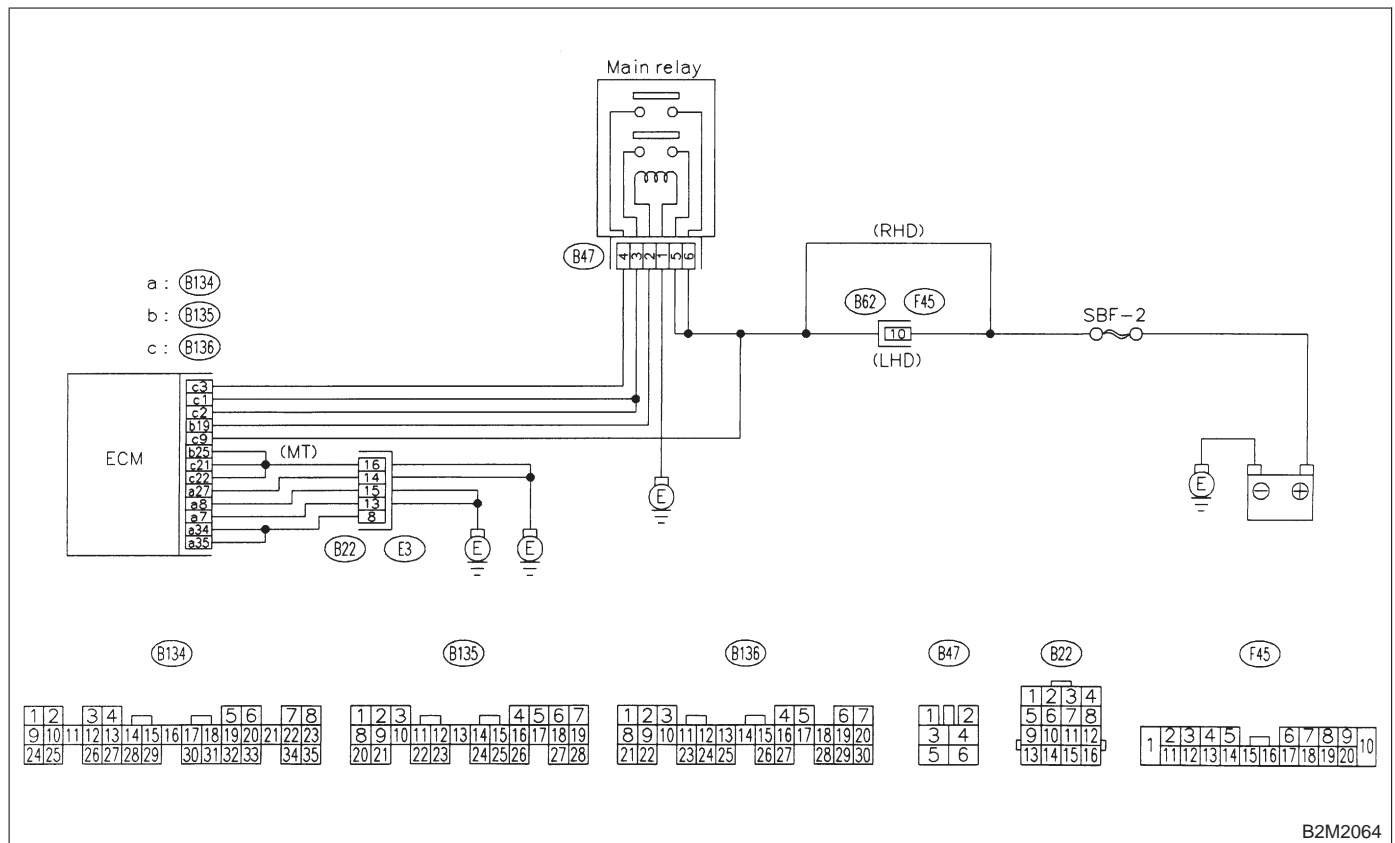 Main relay
B47
4 3 2 1 5 6
(RHD)
B62 F45
10
(LHD)
SBF-2
a : B134
b : B135
c : B136
ECM
c3
c1
c2
b19
c9
b25
c21
c22
a27
a8
a7
a34
a35
(MT)
16
14
15
13
8
B22 E3
E
E
E
E
⊖ ⊕
B134
1 2 3 4 5 6 7 8
9 10 11 12 13 14 15 16 17 18 19 20 21 22 23
24 25 26 27 28 29 30 31 32 33 34 35
B135
1 2 3 4 5 6 7
8 9 10 11 12 13 14 15 16 17 18 19
20 21 22 23 24 25 26 27 28
B136
1 2 3 4 5 6 7
8 9 10 11 12 13 14 15 16 17 18 19 20
21 22 23 24 25 26 27 28 29 30
B47
1 2
3 4
5 6
B22
1 2 3 4
5 6 7 8
9 10 11 12
13 14 15 16
F45
1 2 3 4 5 6 7 8 9 10
11 12 13 14 15 16 17 18 19 20
B2M2064